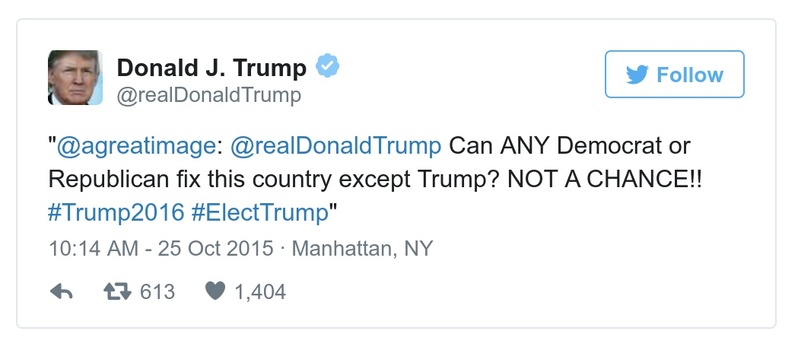 Donald J. Trump
@realDonaldTrump
Follow
"@agreatimage: @realDonaldTrump Can ANY Democrat or
Republican fix this country except Trump? NOT A CHANCE!!
#Trump2016 #ElectTrump"
10:14 AM - 25 Oct 2015 · Manhattan, NY
613 1,404